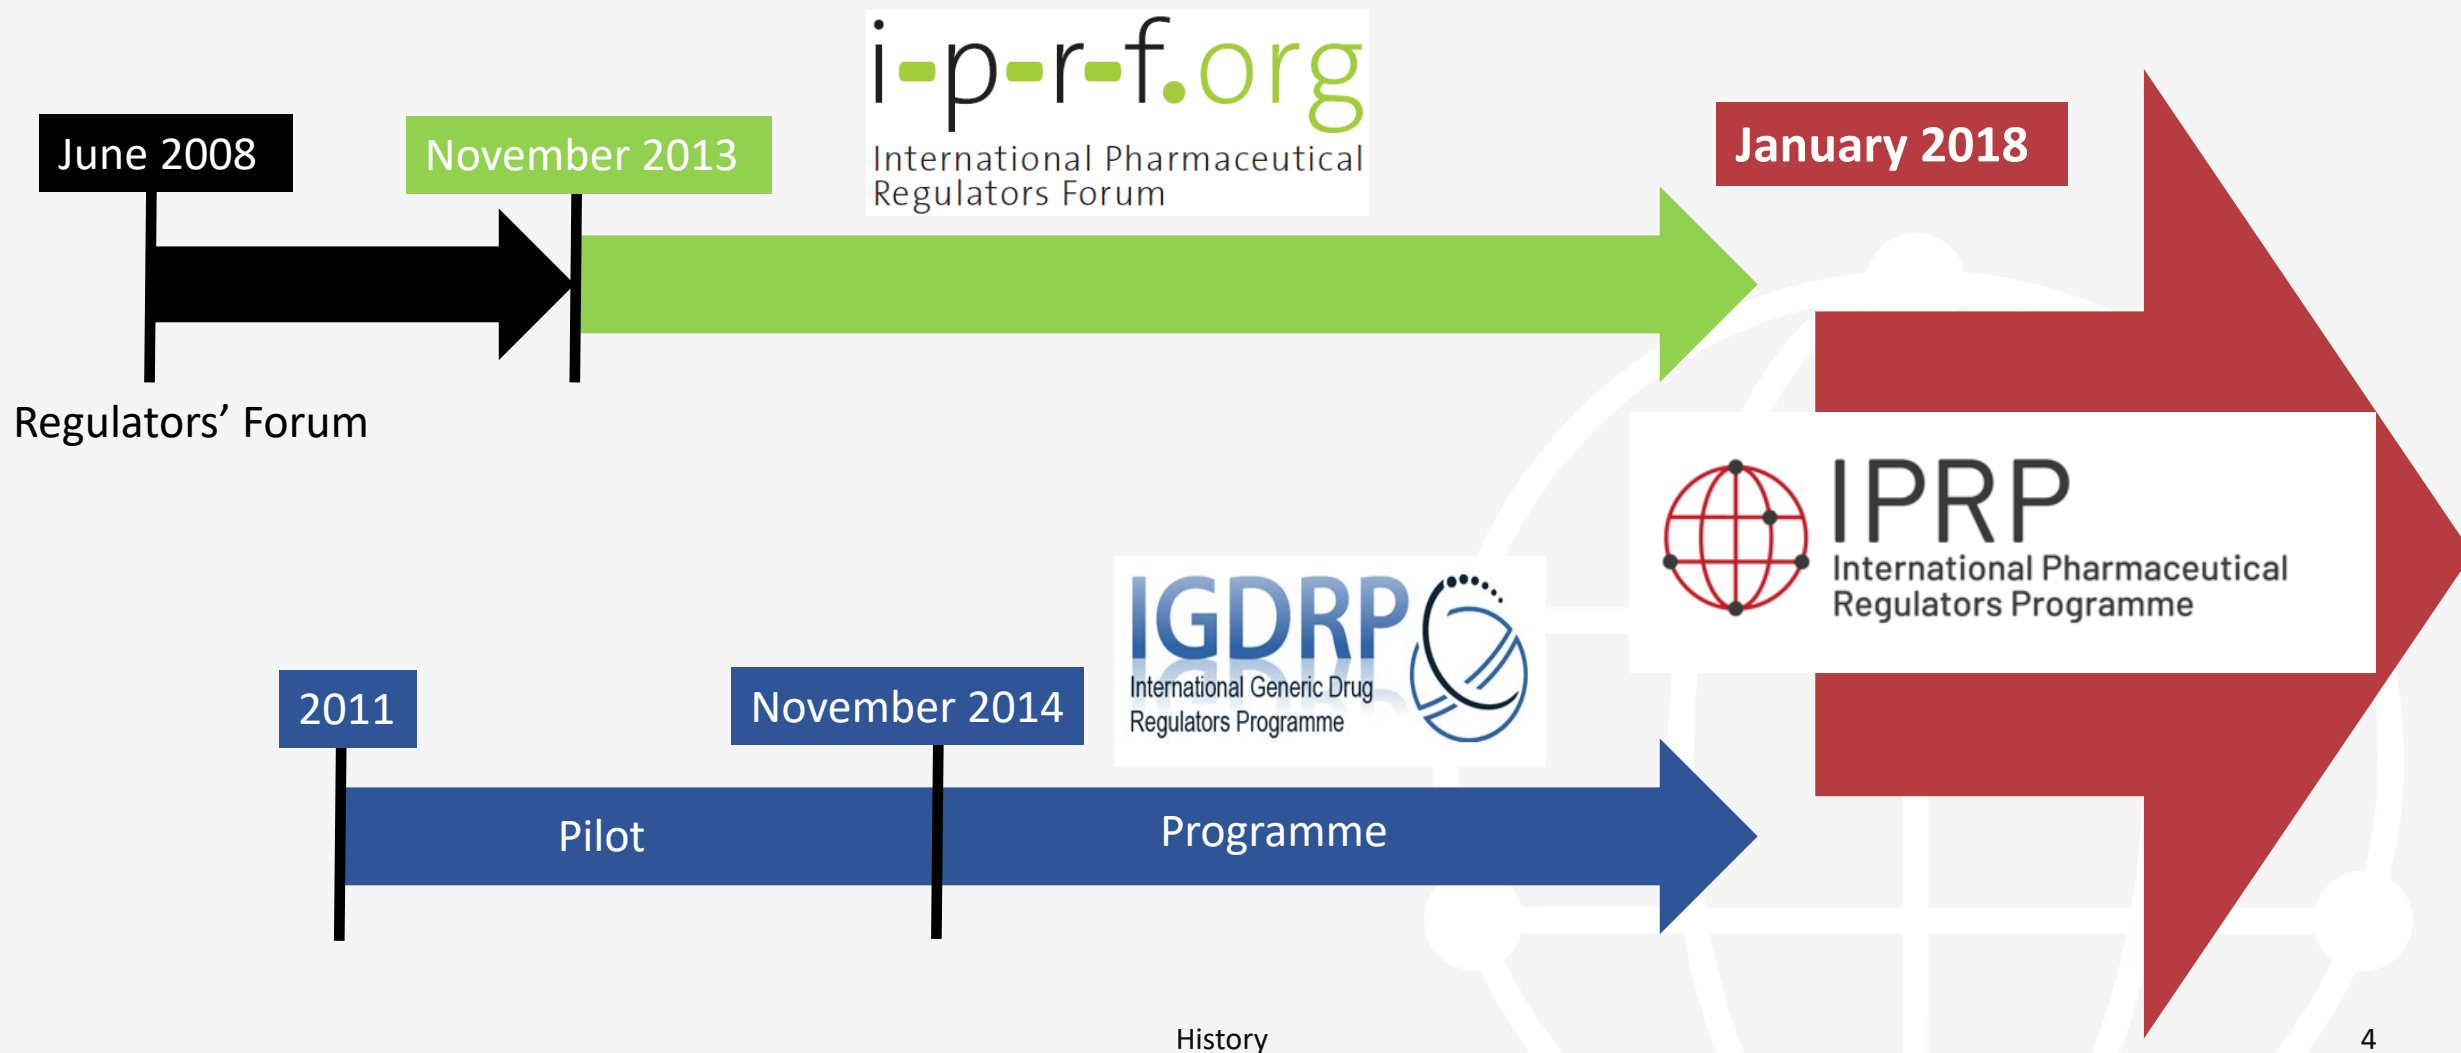 i-p-r-f.org
International Pharmaceutical
Regulators Forum
June 2008
November 2013
January 2018
Regulators’ Forum
IPRP
International Pharmaceutical
Regulators Programme
IGDRP
International Generic Drug
Regulators Programme
2011
November 2014
Pilot
Programme
History
4